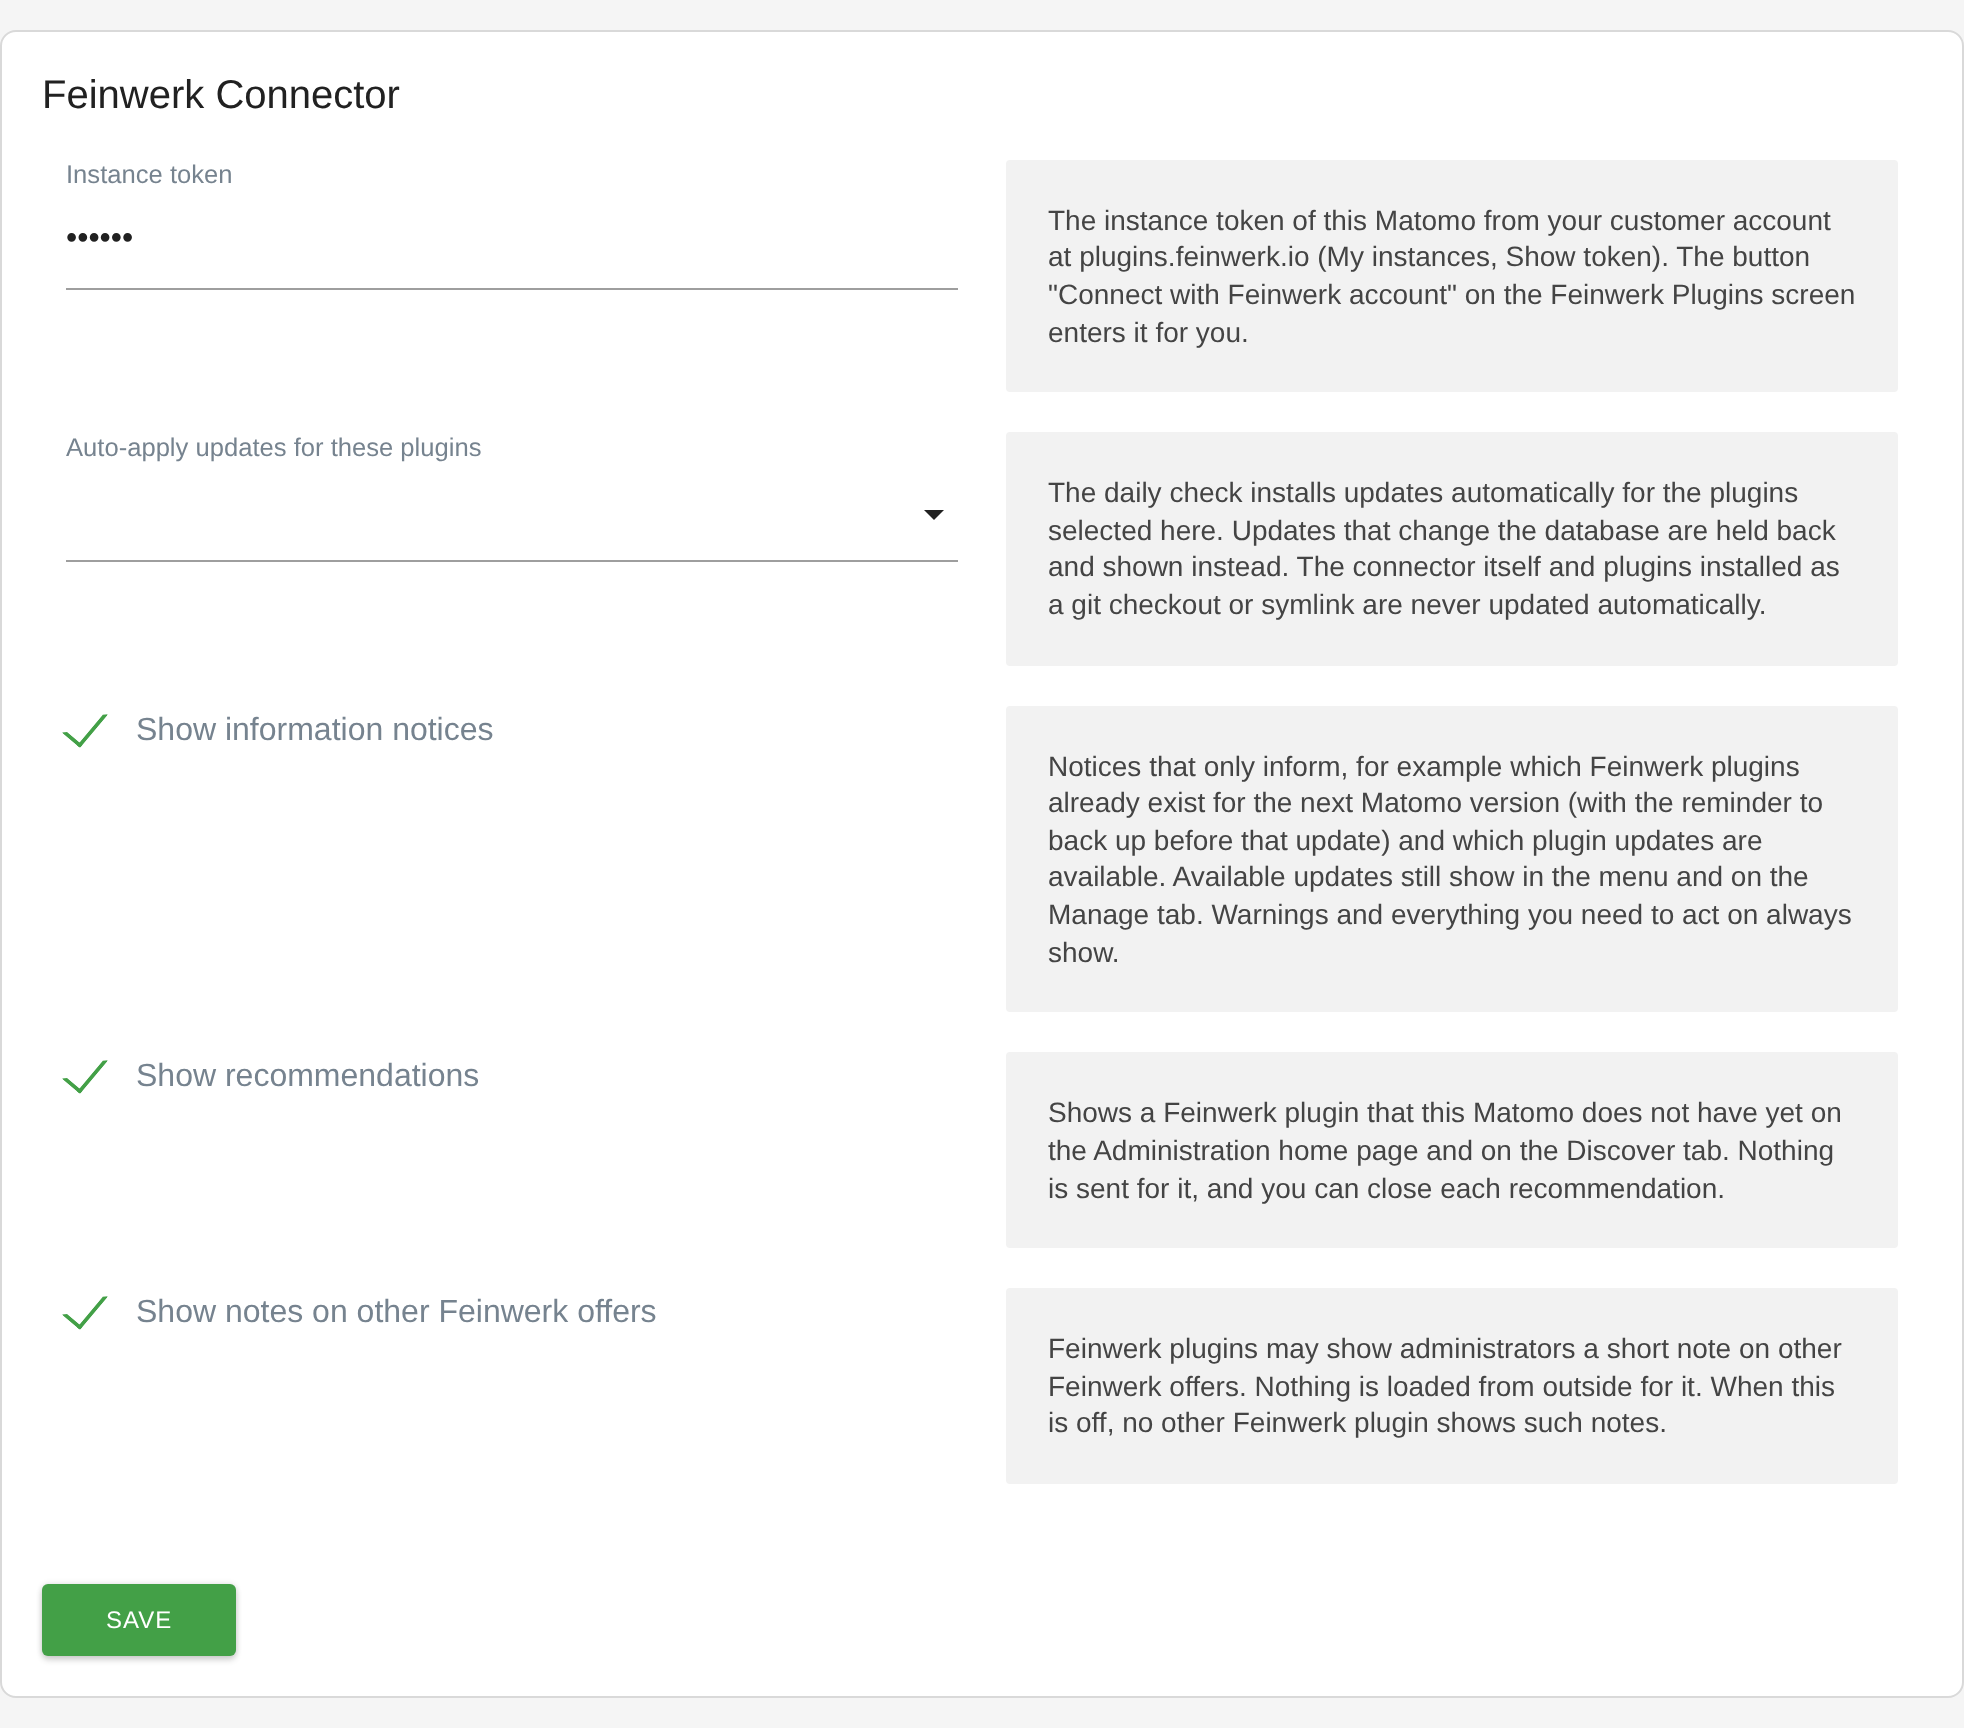 Feinwerk Connector
Instance token
••••••
The instance token of this Matomo from your customer account
at plugins.feinwerk.io (My instances, Show token). The button
"Connect with Feinwerk account" on the Feinwerk Plugins screen
enters it for you.
Auto-apply updates for these plugins
The daily check installs updates automatically for the plugins
selected here. Updates that change the database are held back
and shown instead. The connector itself and plugins installed as
a git checkout or symlink are never updated automatically.
Show information notices
Notices that only inform, for example which Feinwerk plugins
already exist for the next Matomo version (with the reminder to
back up before that update) and which plugin updates are
available. Available updates still show in the menu and on the
Manage tab. Warnings and everything you need to act on always
show.
Show recommendations
Shows a Feinwerk plugin that this Matomo does not have yet on
the Administration home page and on the Discover tab. Nothing
is sent for it, and you can close each recommendation.
Show notes on other Feinwerk offers
Feinwerk plugins may show administrators a short note on other
Feinwerk offers. Nothing is loaded from outside for it. When this
is off, no other Feinwerk plugin shows such notes.
SAVE